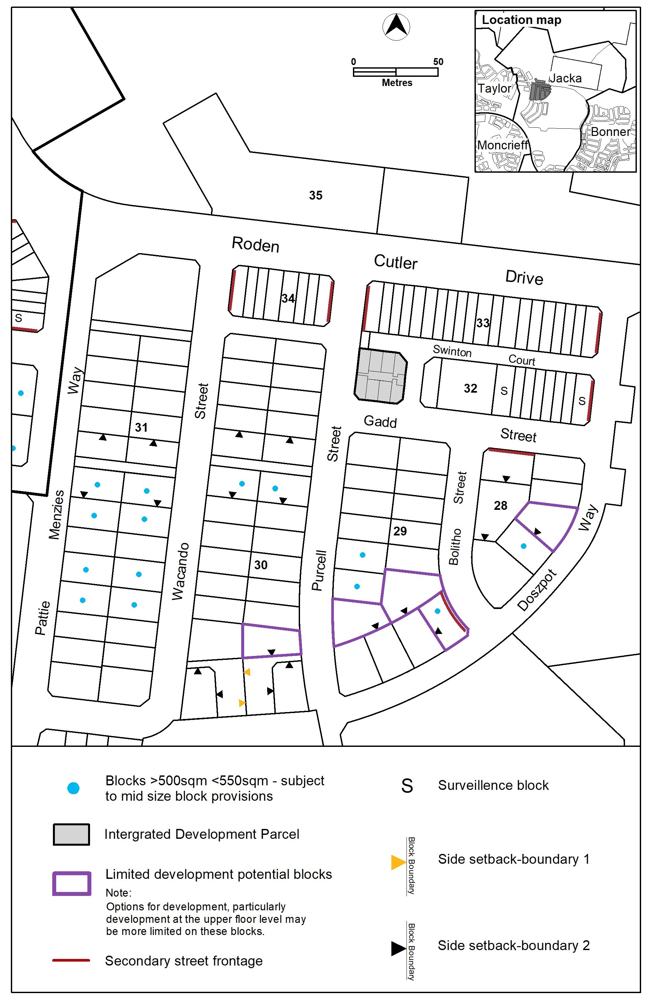 Location map
Jacka
Taylor
Bonner
Moncrieff
0 50
Metres
35
Roden
Cutler
Drive
34
33
S
Swinton
Court
Way
Street
32
S
S
31
Gadd
Street
Street
Street
28
Menzies
Way
29
Bolitho
30
Wacando
Purcell
Doszpot
Pattie
Blocks >500sqm <550sqm - subject
to mid size block provisions
S
Surveillence block
Intergrated Development Parcel
Block Boundary
Side setback-boundary 1
Limited development potential blocks
Note:
Options for development, particularly
development at the upper floor level may
be more limited on these blocks.
Block Boundary
Side setback-boundary 2
Secondary street frontage